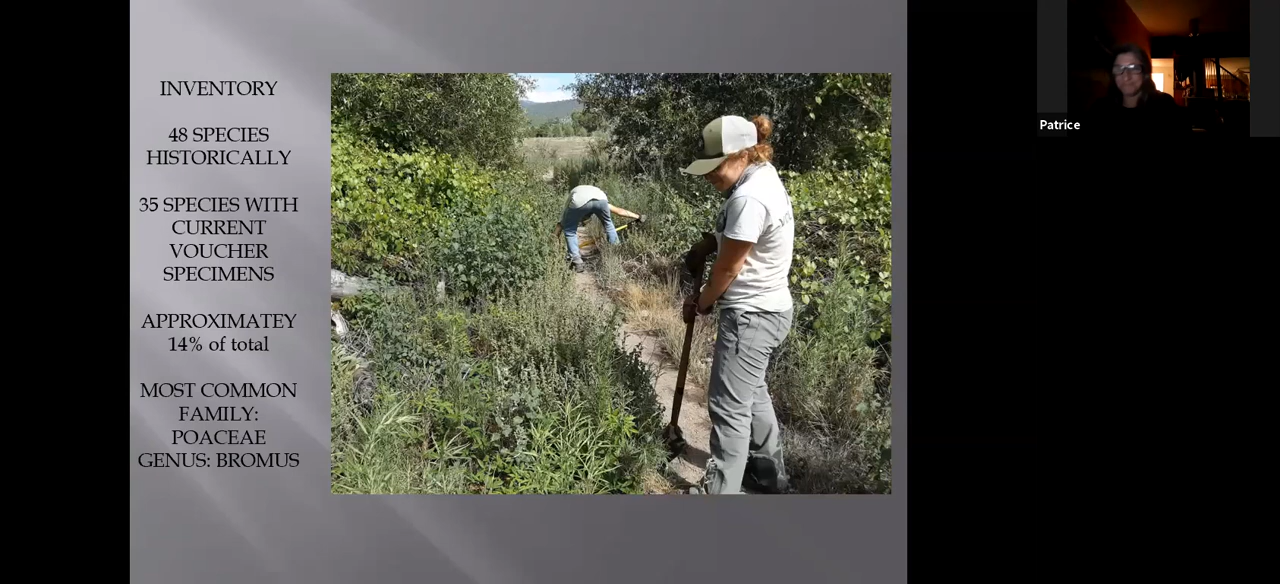 INVENTORY
48 SPECIES
HISTORICALLY
35 SPECIES WITH
CURRENT
VOUCHER
SPECIMENS
APPROXIMATEY
14% of total
MOST COMMON
FAMILY:
POACEAE
GENUS: BROMUS
Patrice